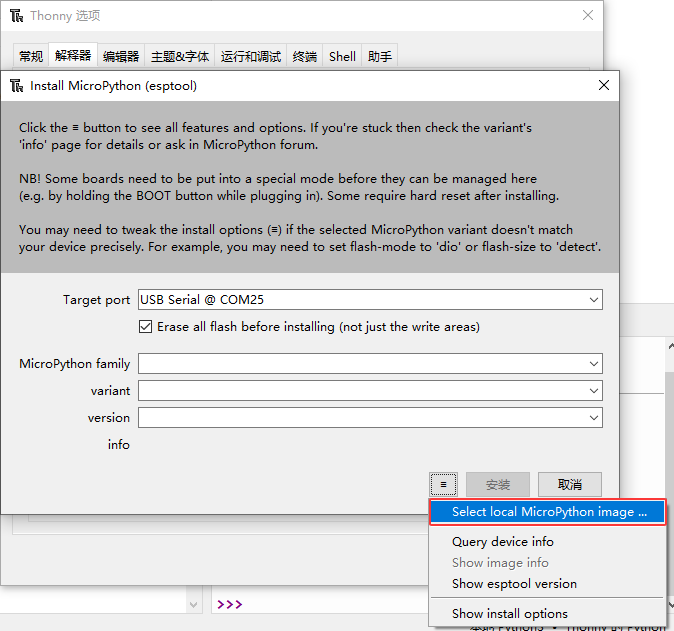 Thonny 选项
常规 解释器 编辑器 主题&字体 运行和调试 终端 Shell 助手
Install MicroPython (esptool)
Click the ≡ button to see all features and options. If you're stuck then check the variant's
'info' page for details or ask in MicroPython forum.
NB! Some boards need to be put into a special mode before they can be managed here
(e.g. by holding the BOOT button while plugging in). Some require hard reset after installing.
You may need to tweak the install options (≡) if the selected MicroPython variant doesn't match
your device precisely. For example, you may need to set flash-mode to 'dio' or flash-size to 'detect'.
Target port USB Serial @ COM25
Erase all flash before installing (not just the write areas)
MicroPython family
variant
version
info
≡ 安装 取消
Select local MicroPython image ...
Query device info
Show image info
Show esptool version
Show install options
>>>